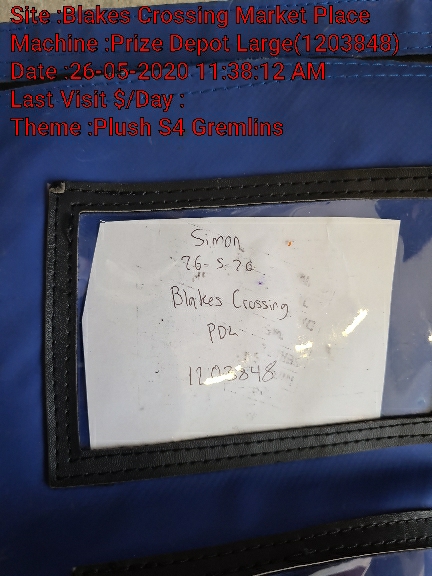 Site :Blakes Crossing Market Place
Machine :Prize Depot Large(1203848)
Date :26-05-2020 11:38:12 AM
Last Visit $/Day :
Theme :Plush S4 Gremlins
Simon
26-5-20
Blakes Crossing
PDL
1203848